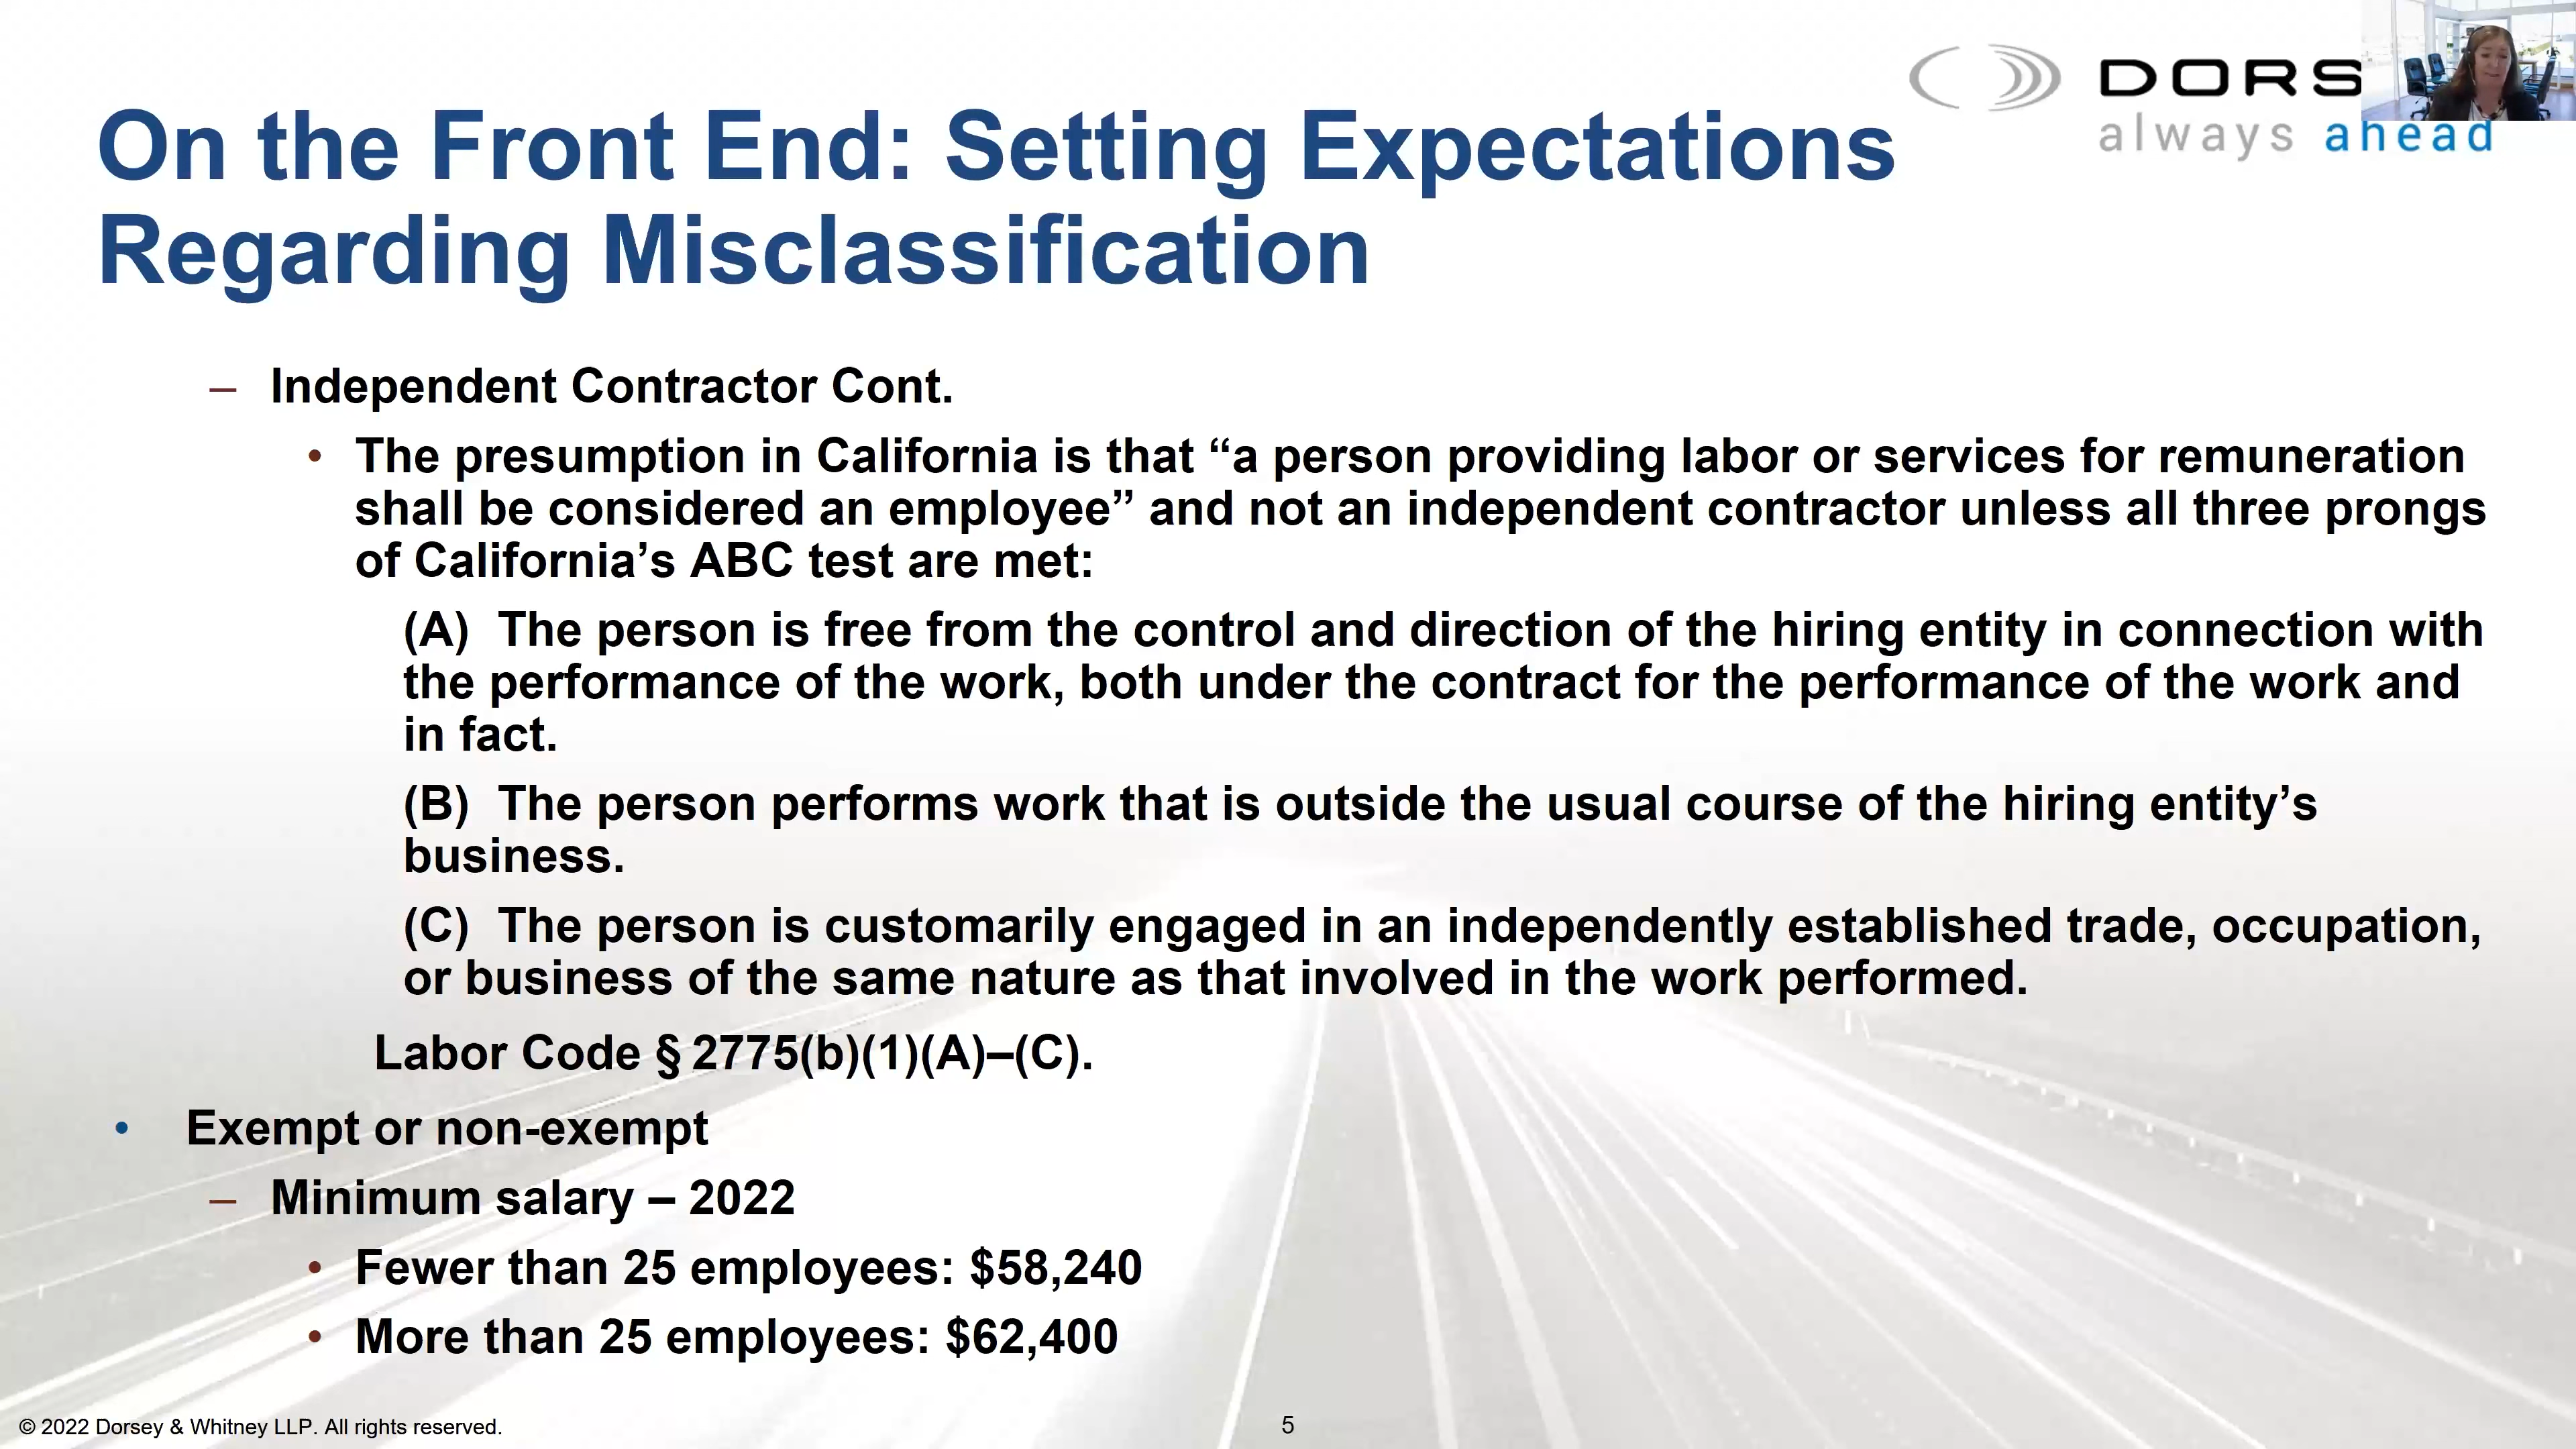 DORS
always ahead
On the Front End: Setting Expectations
Regarding Misclassification
– Independent Contractor Cont.
• The presumption in California is that “a person providing labor or services for remuneration
shall be considered an employee” and not an independent contractor unless all three prongs
of California’s ABC test are met:
(A) The person is free from the control and direction of the hiring entity in connection with
the performance of the work, both under the contract for the performance of the work and
in fact.
(B) The person performs work that is outside the usual course of the hiring entity’s
business.
(C) The person is customarily engaged in an independently established trade, occupation,
or business of the same nature as that involved in the work performed.
Labor Code § 2775(b)(1)(A)–(C).
• Exempt or non-exempt
– Minimum salary – 2022
• Fewer than 25 employees: $58,240
• More than 25 employees: $62,400
© 2022 Dorsey & Whitney LLP. All rights reserved.
5